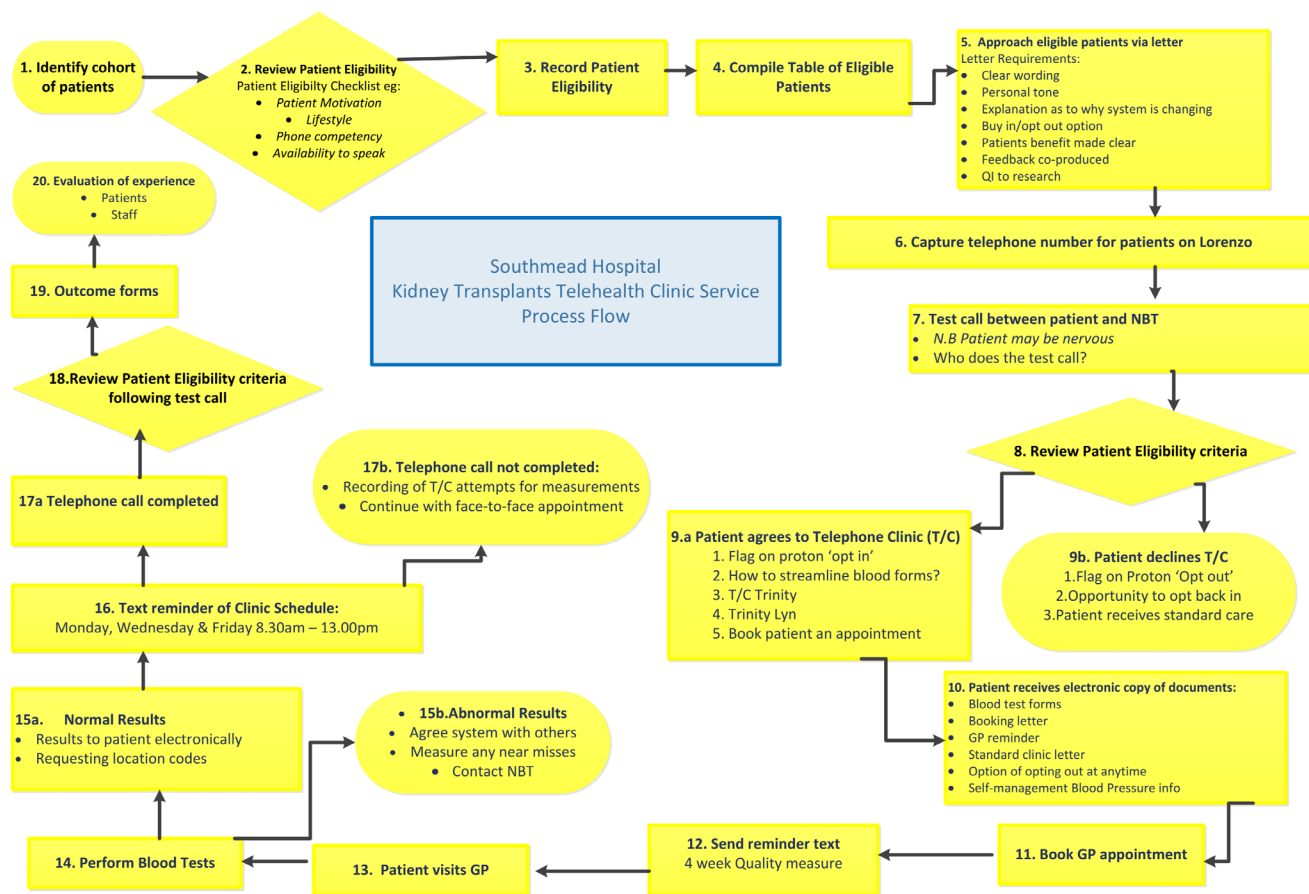 1. Identify cohort
of patients
2. Review Patient Eligibility
Patient Eligibilty Checklist eg:
• Patient Motivation
• Lifestyle
• Phone competency
• Availability to speak
3. Record Patient
Eligibility
4. Compile Table of Eligible
Patients
5. Approach eligible patients via letter
Letter Requirements:
• Clear wording
• Personal tone
• Explanation as to why system is changing
• Buy in/opt out option
• Patients benefit made clear
• Feedback co-produced
• QI to research
20. Evaluation of experience
• Patients
• Staff
Southmead Hospital
Kidney Transplants Telehealth Clinic Service
Process Flow
6. Capture telephone number for patients on Lorenzo
19. Outcome forms
7. Test call between patient and NBT
• N.B Patient may be nervous
• Who does the test call?
18.Review Patient Eligibility criteria
following test call
8. Review Patient Eligibility criteria
17b. Telephone call not completed:
• Recording of T/C attempts for measurements
• Continue with face-to-face appointment
17a Telephone call completed
9.a Patient agrees to Telephone Clinic (T/C)
1. Flag on proton ‘opt in’
2. How to streamline blood forms?
3. T/C Trinity
4. Trinity Lyn
5. Book patient an appointment
9b. Patient declines T/C
1.Flag on Proton ‘Opt out’
2.Opportunity to opt back in
3.Patient receives standard care
16. Text reminder of Clinic Schedule:
Monday, Wednesday & Friday 8.30am – 13.00pm
10. Patient receives electronic copy of documents:
• Blood test forms
• Booking letter
• GP reminder
• Standard clinic letter
• Option of opting out at anytime
• Self-management Blood Pressure info
15a. Normal Results
• Results to patient electronically
• Requesting location codes
• 15b.Abnormal Results
• Agree system with others
• Measure any near misses
• Contact NBT
14. Perform Blood Tests
13. Patient visits GP
12. Send reminder text
4 week Quality measure
11. Book GP appointment